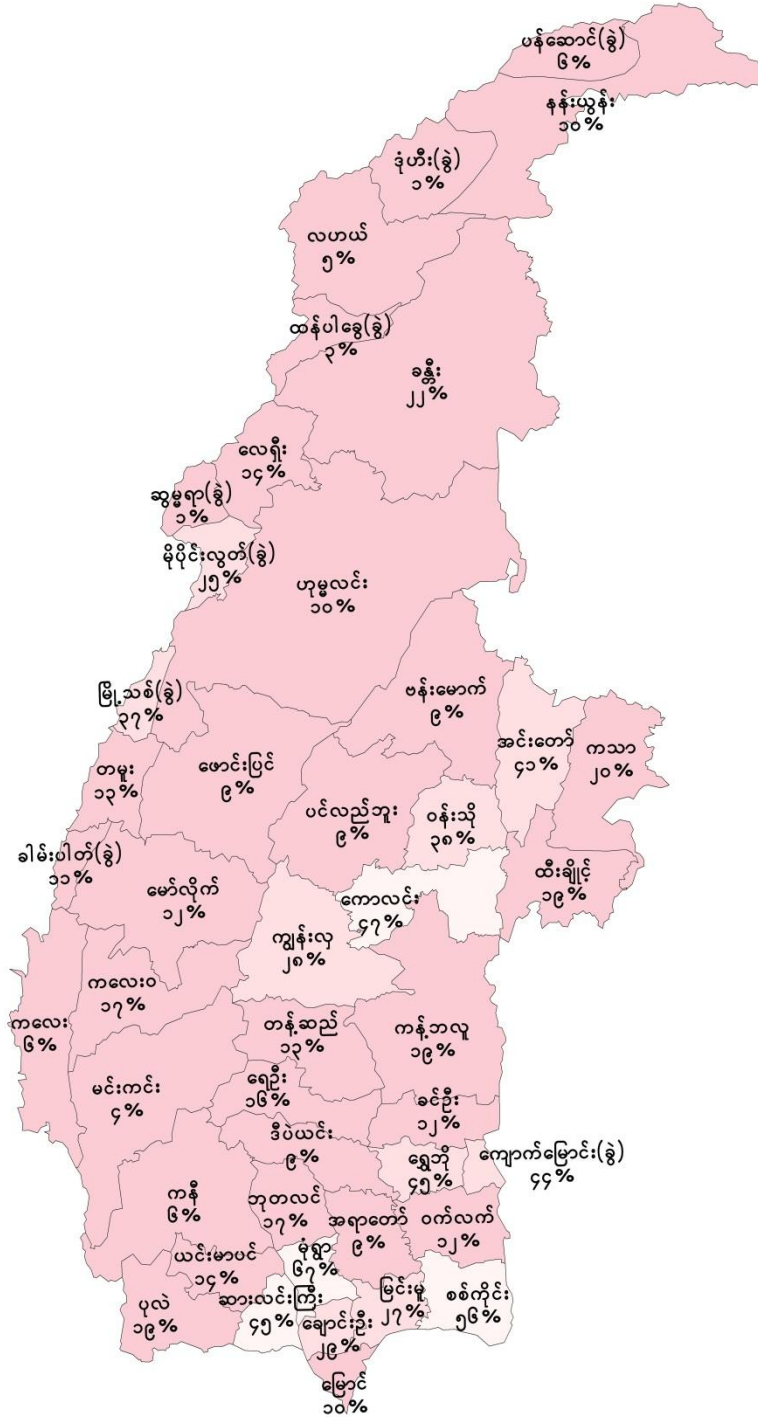 ပန်ဆောင်(ခွဲ)
၆%
နန်းယွန်း
၁၀%
ဒုံဟီး(ခွဲ)
၁%
လဟယ်
၅%
ထန်ပါခွေ(ခွဲ)
၃%
ခန္တီး
၂၂%
လေရှီး
၁၄%
ဆွမ္မရာ(ခွဲ)
၁%
မိုပိုင်းလွတ်(ခွဲ)
၂၅%
ဟုမ္မလင်း
၁၀%
မြို့သစ်(ခွဲ)
၃၇%
ဗန်းမောက်
၉%
အင်းတော်
၄၁%
ကသာ
၂၀%
တမူး
၁၃%
ဖောင်းပြင်
၉%
ပင်လည်ဘူး
၉%
ဝန်းသို
၃၈%
ခါမ်းပါတ်(ခွဲ)
၁၁%
မော်လိုက်
၁၂%
ကောလင်း
၄၇%
ထီးချိုင့်
၁၉%
ကျွန်းလှ
၂၈%
ကလေးဝ
၁၇%
ကလေး
၆%
တန့်ဆည်
၁၃%
ကန့်ဘလူ
၁၉%
မင်းကင်း
၄%
ရေဦး
၁၆%
ခင်ဦး
၁၂%
ဒီပဲယင်း
၉%
ရွှေဘို
၄၅%
ကျောက်မြောင်း(ခွဲ)
၄၄%
ကနီ
၆%
ဘုတလင်
၁၇%
အရာတော်
၉%
ဝက်လက်
၁၂%
ယင်းမာပင်
၁၄%
မုံရွာ
၆၇%
ပုလဲ
၁၉%
ဆားလင်းကြီး
၄၅%
ချောင်းဦး
၂၉%
မြင်းမူ
၂၇%
စစ်ကိုင်း
၅၆%
မြောင်
၁၀%